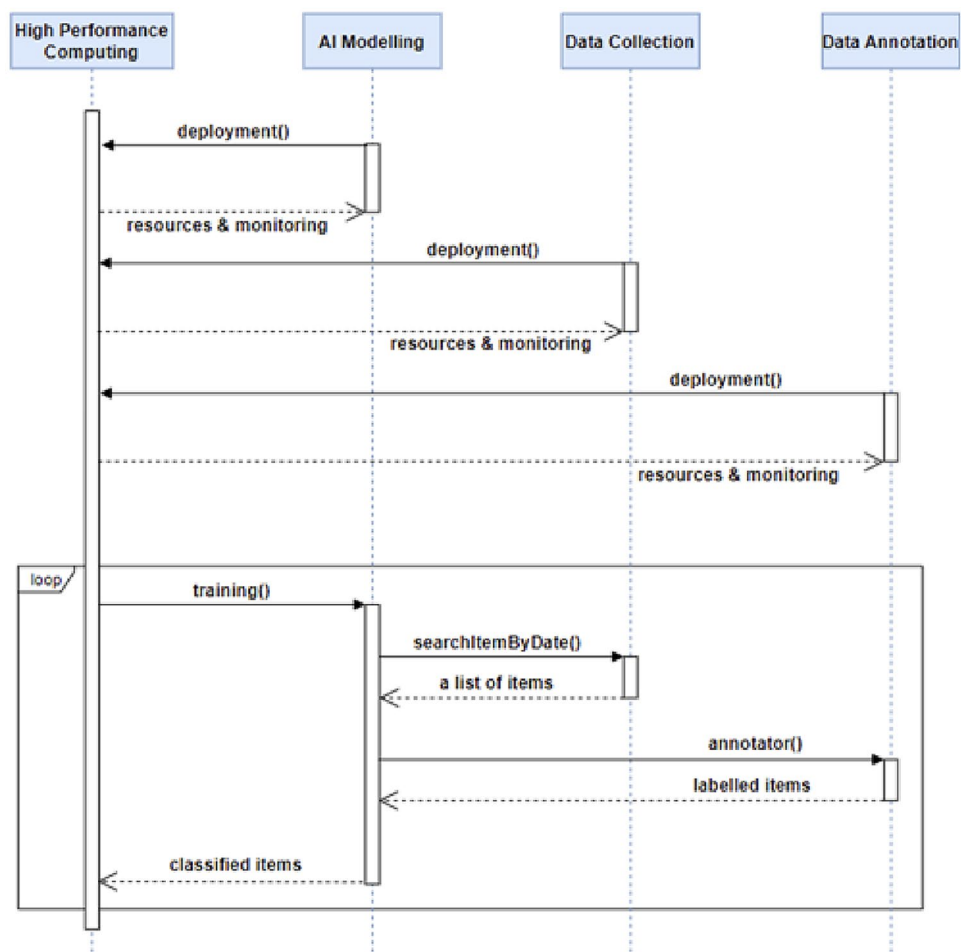 High Performance
Computing
AI Modelling
Data Collection
Data Annotation
deployment()
resources & monitoring
deployment()
resources & monitoring
deployment()
resources & monitoring
loop
training()
searchItemByDate()
a list of items
annotator()
labelled items
classified items